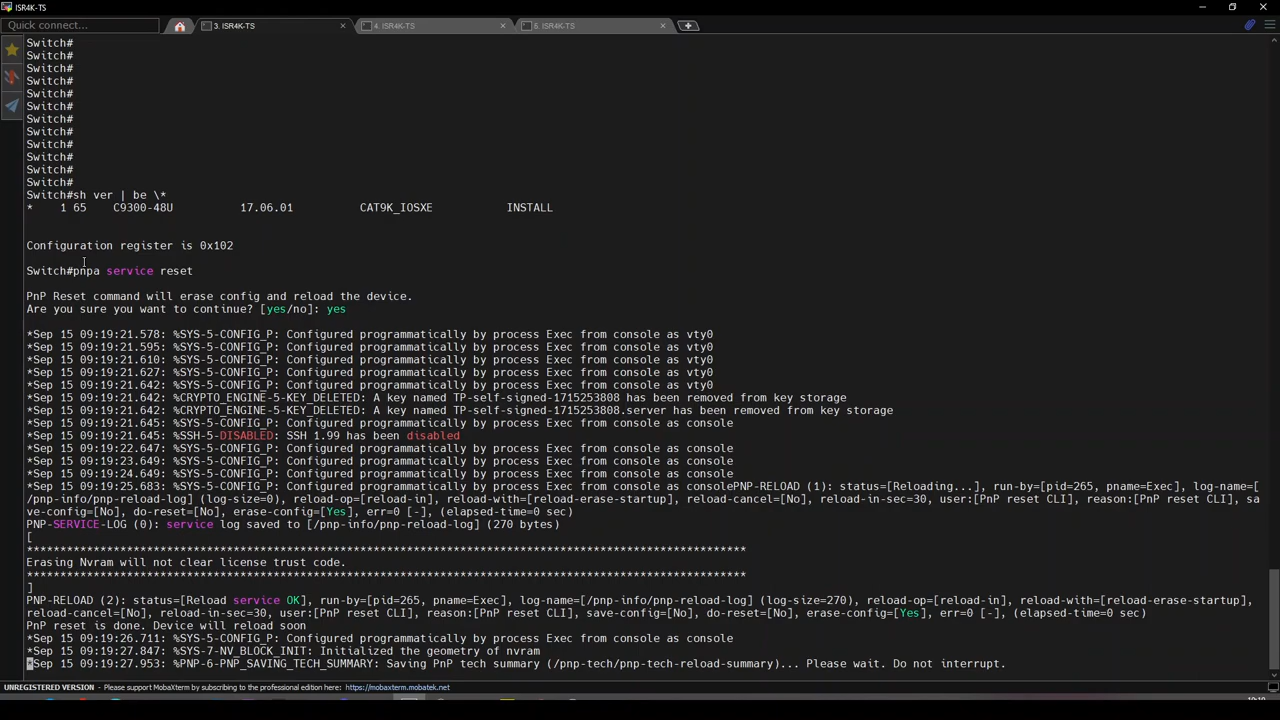 ISR4K-TS
Quick connect...
3. ISR4K-TS
4. ISR4K-TS
5. ISR4K-TS
Switch#
Switch#
Switch#
Switch#
Switch#
Switch#
Switch#
Switch#
Switch#
Switch#
Switch#
Switch#
Switch#sh ver | be \*
* 1 65 C9300-48U 17.06.01 CAT9K_IOSXE INSTALL
Configuration register is 0x102
Switch#pnpa service reset
PnP Reset command will erase config and reload the device.
Are you sure you want to continue? [yes/no]: yes
*Sep 15 09:19:21.578: %SYS-5-CONFIG_P: Configured programmatically by process Exec from console as vty0
*Sep 15 09:19:21.595: %SYS-5-CONFIG_P: Configured programmatically by process Exec from console as vty0
*Sep 15 09:19:21.610: %SYS-5-CONFIG_P: Configured programmatically by process Exec from console as vty0
*Sep 15 09:19:21.627: %SYS-5-CONFIG_P: Configured programmatically by process Exec from console as vty0
*Sep 15 09:19:21.642: %SYS-5-CONFIG_P: Configured programmatically by process Exec from console as vty0
*Sep 15 09:19:21.642: %CRYPTO_ENGINE-5-KEY_DELETED: A key named TP-self-signed-1715253808 has been removed from key storage
*Sep 15 09:19:21.642: %CRYPTO_ENGINE-5-KEY_DELETED: A key named TP-self-signed-1715253808.server has been removed from key storage
*Sep 15 09:19:21.645: %SYS-5-CONFIG_P: Configured programmatically by process Exec from console as console
*Sep 15 09:19:21.645: %SSH-5-DISABLED: SSH 1.99 has been disabled
*Sep 15 09:19:22.647: %SYS-5-CONFIG_P: Configured programmatically by process Exec from console as console
*Sep 15 09:19:23.649: %SYS-5-CONFIG_P: Configured programmatically by process Exec from console as console
*Sep 15 09:19:24.649: %SYS-5-CONFIG_P: Configured programmatically by process Exec from console as console
*Sep 15 09:19:25.683: %SYS-5-CONFIG_P: Configured programmatically by process Exec from console as consolePNP-RELOAD (1): status=[Reloading...], run-by=[pid=265, pname=Exec], log-name=[
/pnp-info/pnp-reload-log] (log-size=0), reload-op=[reload-in], reload-with=[reload-erase-startup], reload-cancel=[No], reload-in-sec=30, user:[PnP reset CLI], reason:[PnP reset CLI], sa
ve-config=[No], do-reset=[No], erase-config=[Yes], err=0 [-], (elapsed-time=0 sec)
PNP-SERVICE-LOG (0): service log saved to [/pnp-info/pnp-reload-log] (270 bytes)
[
*************************************************************************************************************
Erasing Nvram will not clear license trust code.
*************************************************************************************************************
]
PNP-RELOAD (2): status=[Reload service OK], run-by=[pid=265, pname=Exec], log-name=[/pnp-info/pnp-reload-log] (log-size=270), reload-op=[reload-in], reload-with=[reload-erase-startup],
reload-cancel=[No], reload-in-sec=30, user:[PnP reset CLI], reason:[PnP reset CLI], save-config=[No], do-reset=[No], erase-config=[Yes], err=0 [-], (elapsed-time=0 sec)
PnP reset is done. Device will reload soon
*Sep 15 09:19:26.711: %SYS-5-CONFIG_P: Configured programmatically by process Exec from console as console
*Sep 15 09:19:27.847: %SYS-7-NV_BLOCK_INIT: Initialized the geometry of nvram
*Sep 15 09:19:27.953: %PNP-6-PNP_SAVING_TECH_SUMMARY: Saving PnP tech summary (/pnp-tech/pnp-tech-reload-summary)... Please wait. Do not interrupt.
UNREGISTERED VERSION - Please support MobaXterm by subscribing to the professional edition here: https://mobaxterm.mobatek.net